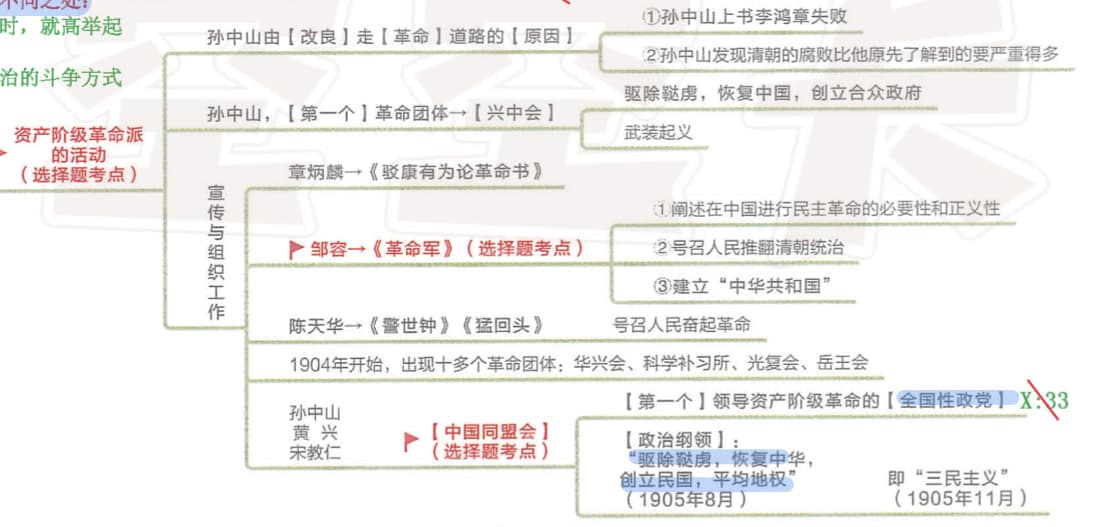 时，就高举起
治的斗争方式
资产阶级革命派
的活动
（选择题考点）
孙中山由【改良】走【革命】道路的【原因】
①孙中山上书李鸿章失败
②孙中山发现清朝的腐败比他原先了解到的要严重得多
孙中山，【第一个】革命团体→【兴中会】
驱除鞑虏，恢复中国，创立合众政府
武装起义
宣传与组织工作
章炳麟→《驳康有为论革命书》
邹容→《革命军》（选择题考点）
①阐述在中国进行民主革命的必要性和正义性
②号召人民推翻清朝统治
③建立“中华共和国”
陈天华→《警世钟》《猛回头》
号召人民奋起革命
1904年开始，出现十多个革命团体：华兴会、科学补习所、光复会、岳王会
孙中山
黄 兴
宋教仁
【中国同盟会】
（选择题考点）
【第一个】领导资产阶级革命的【全国性政党】 X:33
【政治纲领】：
“驱除鞑虏，恢复中华，
创立民国，平均地权”
（1905年8月）
即“三民主义”
（1905年11月）